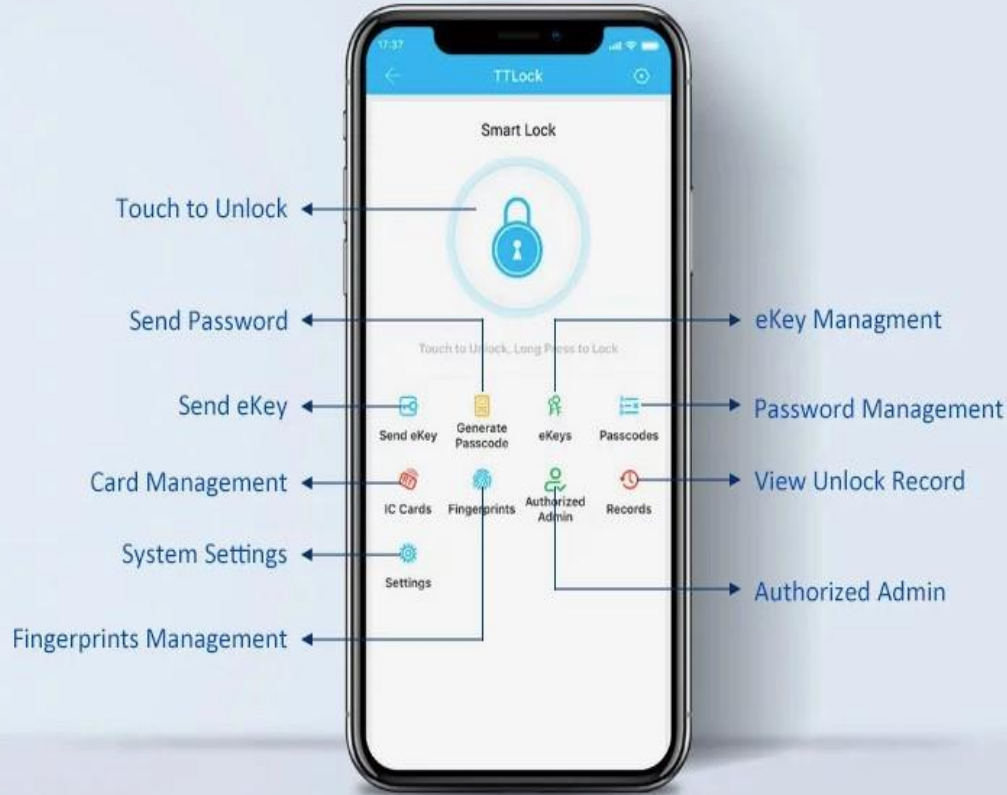 17:37
TTLock
Smart Lock
Touch to Unlock
Send Password
eKey Managment
Touch to Unlock, Long Press to Lock
Send eKey
Password Management
Send eKey
Generate
Passcode
eKeys
Passcodes
Card Management
View Unlock Record
IC Cards
Fingerprints
Authorized
Admin
Records
System Settings
Settings
Authorized Admin
Fingerprints Management